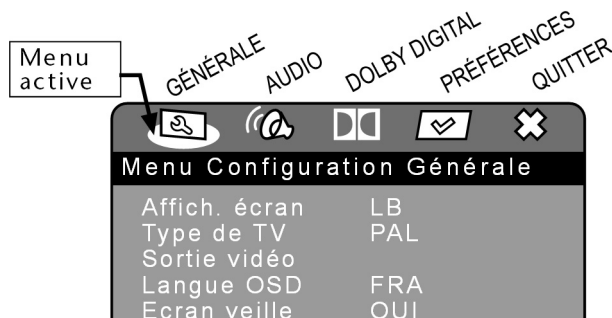 Menu
active
GÉNÉRALE
AUDIO
DOLBY DIGITAL
PRÉFÉRENCES
QUITTER
Menu Configuration Générale
Affich. écran LB
Type de TV PAL
Sortie vidéo
Langue OSD FRA
Ecran veille OUI